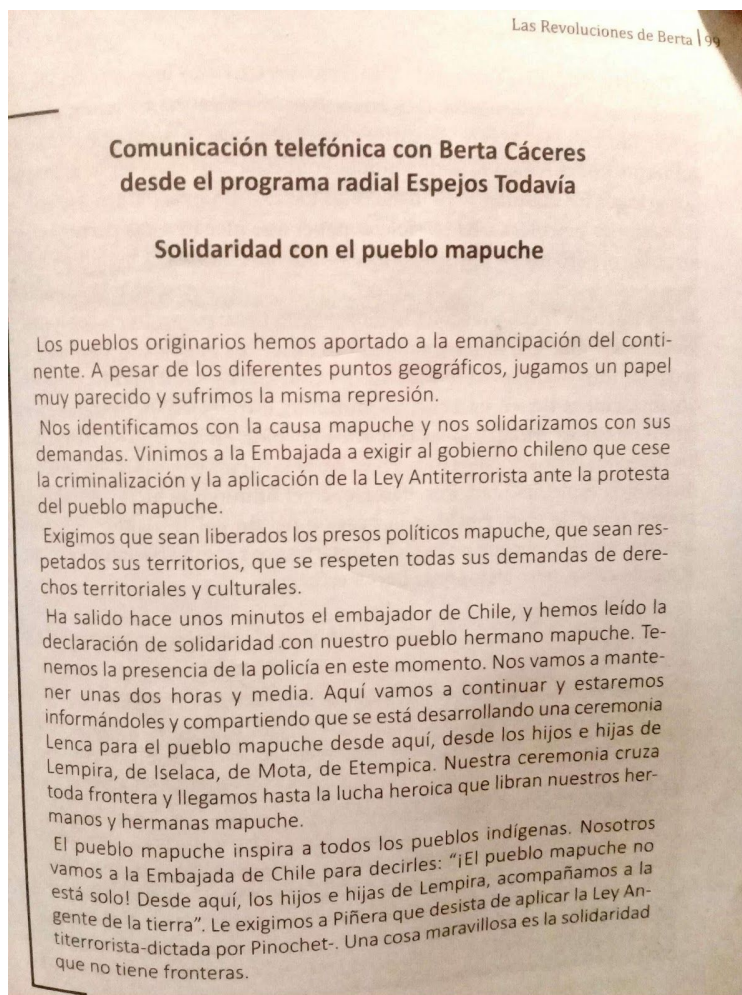 Las Revoluciones de Berta | 99
Comunicación telefónica con Berta Cáceres
desde el programa radial Espejos Todavía
Solidaridad con el pueblo mapuche
Los pueblos originarios hemos aportado a la emancipación del conti-
nente. A pesar de los diferentes puntos geográficos, jugamos un papel
muy parecido y sufrimos la misma represión.
Nos identificamos con la causa mapuche y nos solidarizamos con sus
demandas. Vinimos a la Embajada a exigir al gobierno chileno que cese
la criminalización y la aplicación de la Ley Antiterrorista ante la protesta
del pueblo mapuche.
Exigimos que sean liberados los presos políticos mapuche, que sean res-
petados sus territorios, que se respeten todas sus demandas de dere-
chos territoriales y culturales.
Ha salido hace unos minutos el embajador de Chile, y hemos leído la
declaración de solidaridad con nuestro pueblo hermano mapuche. Te-
nemos la presencia de la policía en este momento. Nos vamos a mante-
ner unas dos horas y media. Aquí vamos a continuar y estaremos
informándoles y compartiendo que se está desarrollando una ceremonia
Lenca para el pueblo mapuche desde aquí, desde los hijos e hijas de
Lempira, de Iselaca, de Mota, de Etempica. Nuestra ceremonia cruza
toda frontera y llegamos hasta la lucha heroica que libran nuestros her-
manos y hermanas mapuche.
El pueblo mapuche inspira a todos los pueblos indígenas. Nosotros
vamos a la Embajada de Chile para decirles: “¡El pueblo mapuche no
está solo! Desde aquí, los hijos e hijas de Lempira, acompañamos a la
gente de la tierra”. Le exigimos a Piñera que desista de aplicar la Ley An-
titerrorista-dictada por Pinochet-. Una cosa maravillosa es la solidaridad
que no tiene fronteras.